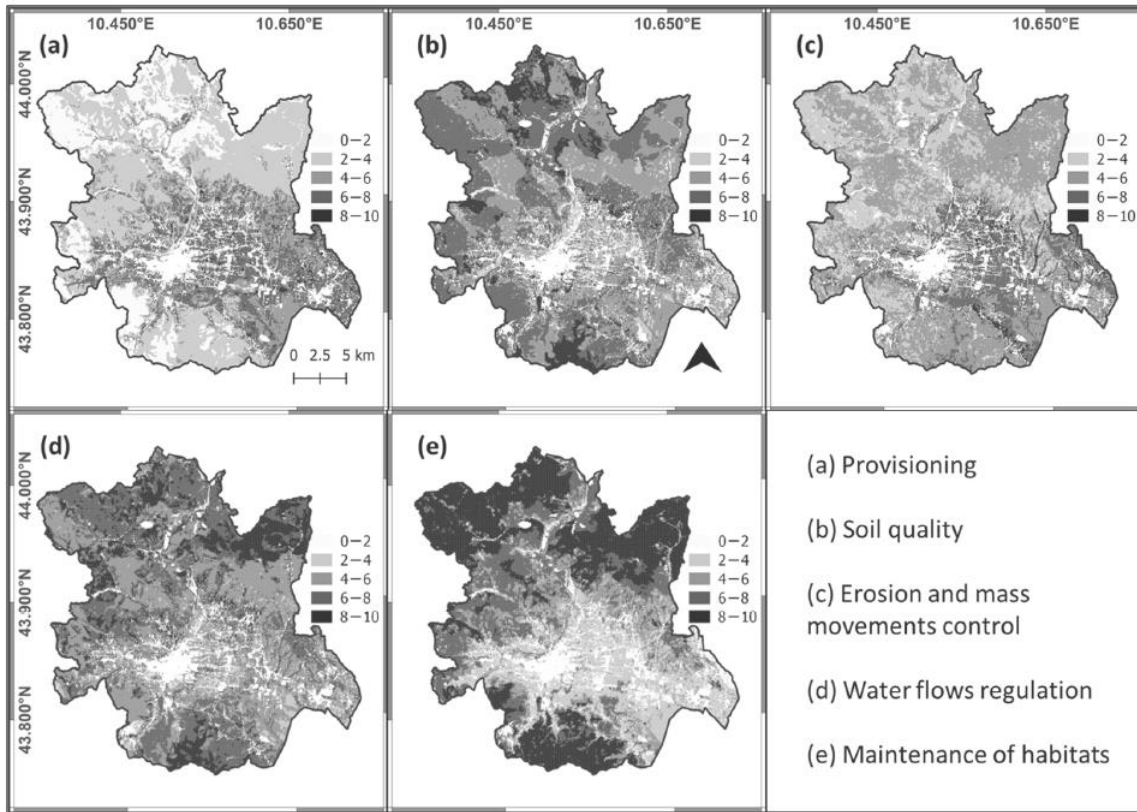 10.450°E 10.650°E
10.450°E 10.650°E
10.450°E 10.650°E
(a)
44.000°N
43.900°N
43.800°N
0–2
2–4
4–6
6–8
8–10
0 2.5 5 km
(b)
0–2
2–4
4–6
6–8
8–10
(c)
0–2
2–4
4–6
6–8
8–10
(d)
44.000°N
43.900°N
43.800°N
0–2
2–4
4–6
6–8
8–10
(e)
0–2
2–4
4–6
6–8
8–10
(a) Provisioning
(b) Soil quality
(c) Erosion and mass
movements control
(d) Water flows regulation
(e) Maintenance of habitats